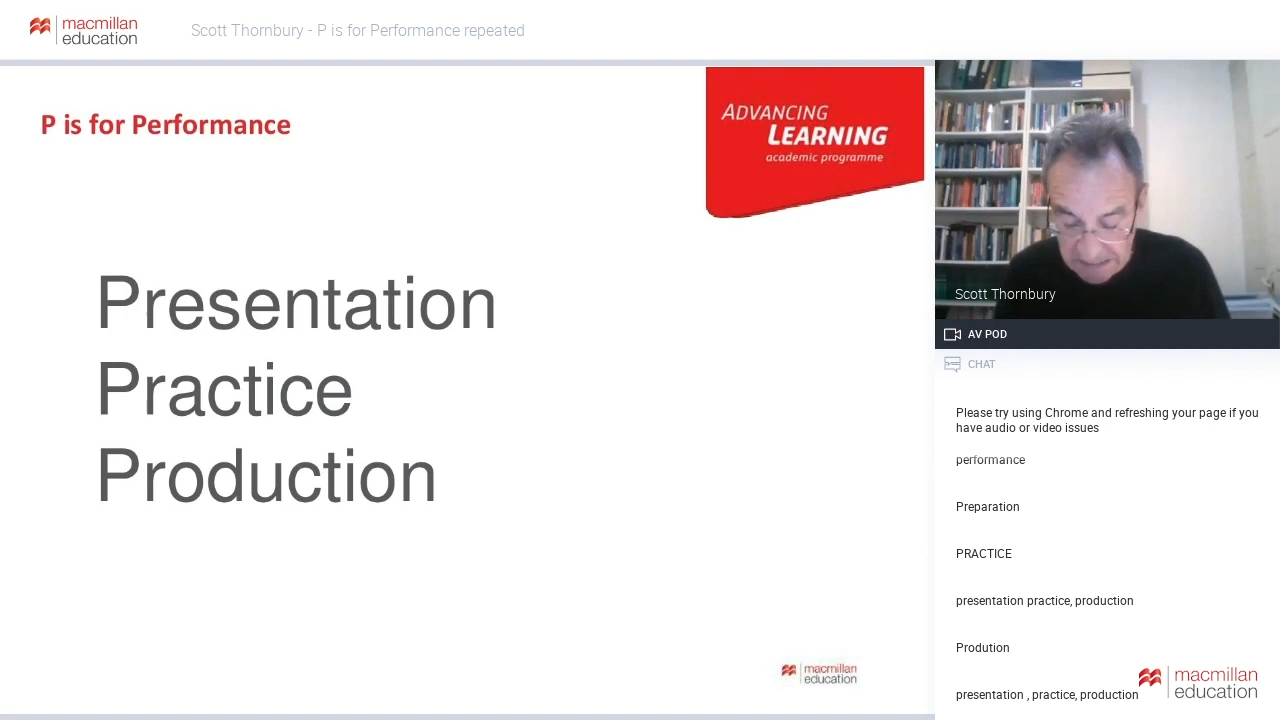 macmillan
education
Scott Thornbury - P is for Performance repeated
P is for Performance
ADVANCING
LEARNING
academic programme
Presentation
Practice
Production
macmillan
education
Scott Thornbury
AV POD
CHAT
Please try using Chrome and refreshing your page if you
have audio or video issues
performance
Preparation
PRACTICE
presentation practice, production
Prodution
presentation , practice, production
macmillan
education